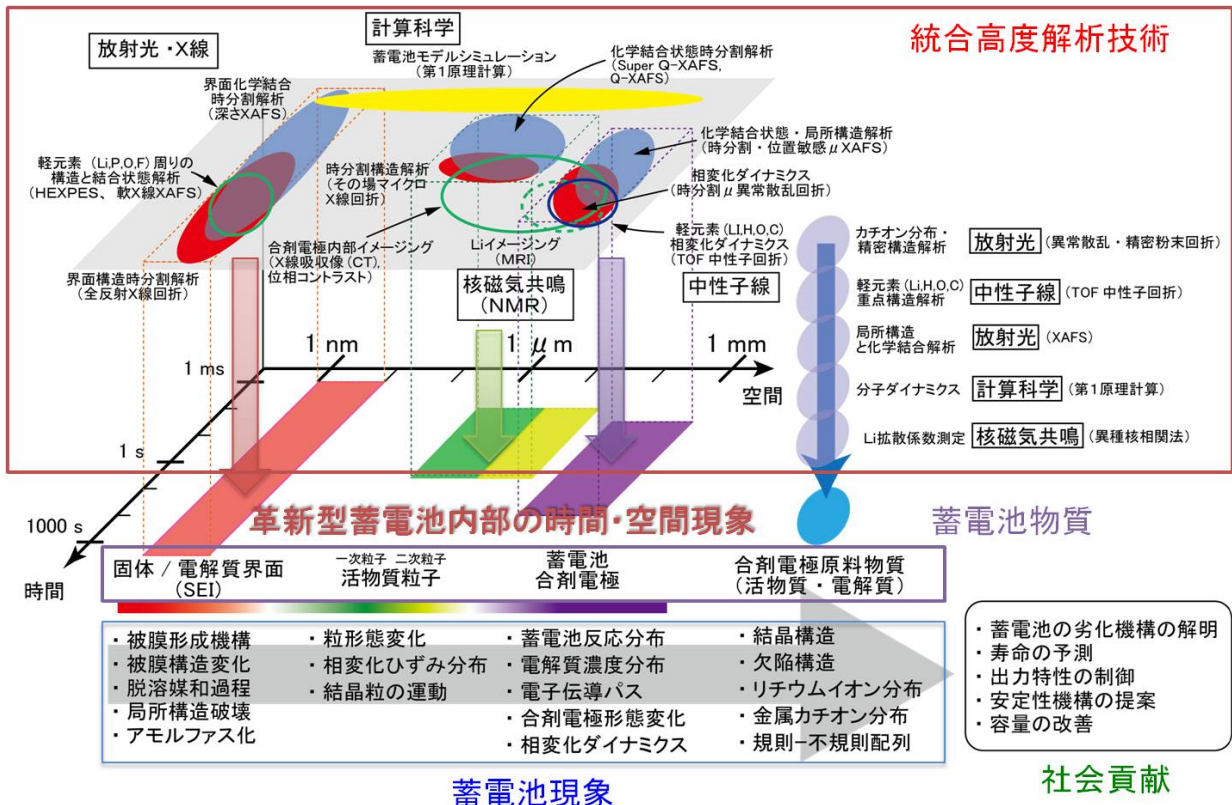 統合高度解析技術
計算科学
放射光・X線
蓄電池モデルシミュレーション
(第1原理計算)
化学結合状態時分割解析
(Super Q-XAFS,
Q-XAFS)
界面化学結合
時分割解析
(深さXAFS)
化学結合状態・局所構造解析
(時分割・位置敏感μXAFS)
軽元素 (Li,P,O,F) 周りの
構造と結合状態解析
(HEXPES、軟X線XAFS)
時分割構造解析
(その場マイクロ
X線回折)
相変化ダイナミクス
(時分割μ異常散乱回折)
合剤電極内部イメージング
(X線吸収像(CT),
位相コントラスト)
Liイメージング
(MRI)
軽元素(LI,H,O,C)
相変化ダイナミクス
(TOF 中性子回折)
界面構造時分割解析
(全反射X線回折)
核磁気共鳴
(NMR)
中性子線
カチオン分布・
精密構造解析
放射光 (異常散乱・精密粉末回折)
軽元素(Li,H,O,C)
重点構造解析
中性子線 (TOF 中性子回折)
局所構造
と化学結合解析
放射光 (XAFS)
分子ダイナミクス 計算科学 (第1原理計算)
Li拡散係数測定 核磁気共鳴 (異種核相関法)
1 nm
1 μm
1 mm
空間
1 ms
1 s
1000 s
時間
革新型蓄電池内部の時間・空間現象
蓄電池物質
固体 / 電解質界面
(SEI)
一次粒子 二次粒子
活物質粒子
蓄電池
合剤電極
合剤電極原料物質
(活物質・電解質)
・被膜形成機構
・被膜構造変化
・脱溶媒和過程
・局所構造破壊
・アモルファス化
・粒形態変化
・相変化ひずみ分布
・結晶粒の運動
・蓄電池反応分布
・電解質濃度分布
・電子伝導パス
・合剤電極形態変化
・相変化ダイナミクス
・結晶構造
・欠陥構造
・リチウムイオン分布
・金属カチオン分布
・規則−不規則配列
・蓄電池の劣化機構の解明
・寿命の予測
・出力特性の制御
・安定性機構の提案
・容量の改善
蓄電池現象
社会貢献